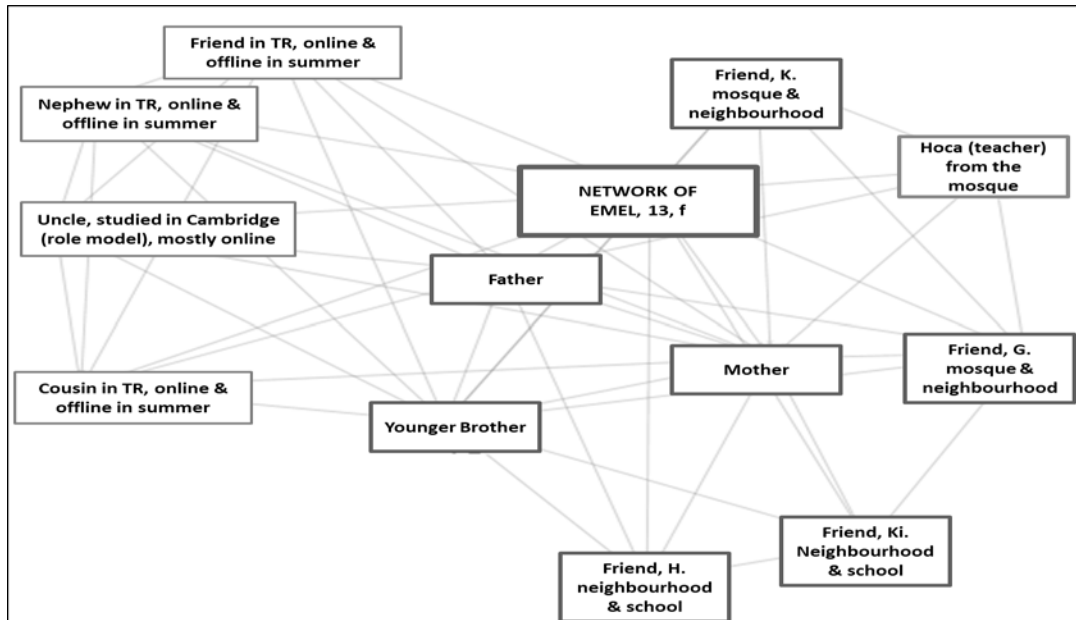 Friend in TR, online &
offline in summer
Nephew in TR, online &
offline in summer
Uncle, studied in Cambridge
(role model), mostly online
Cousin in TR, online &
offline in summer
Friend, K.
mosque &
neighbourhood
Hoca (teacher)
from the
mosque
NETWORK OF
EMEL, 13, f
Father
Mother
Younger Brother
Friend, G.
mosque &
neighbourhood
Friend, Ki.
Neighbourhood
& school
Friend, H.
neighbourhood
& school